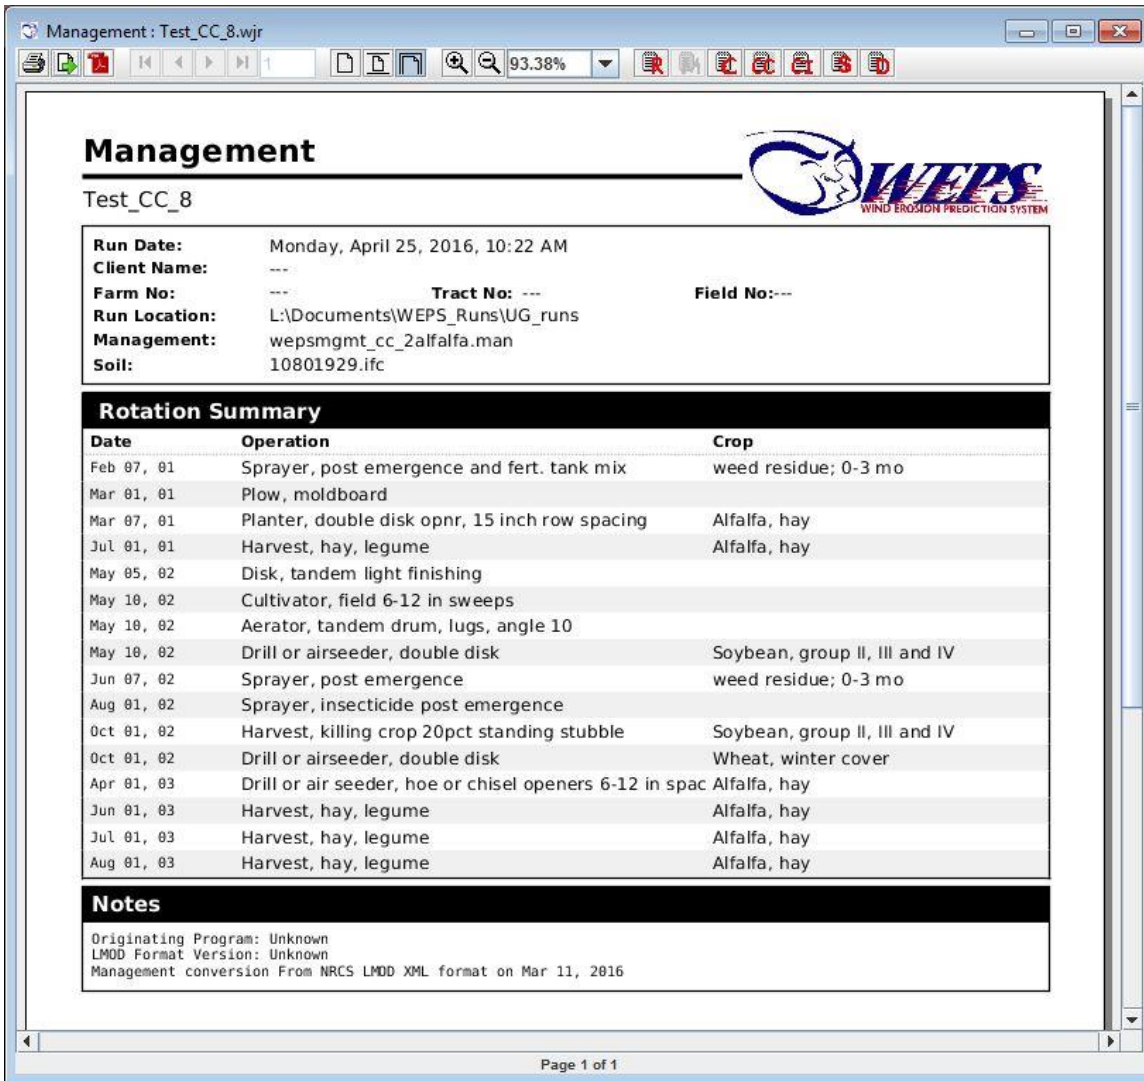 Management : Test_CC_8.wjr
1 93.38% R M C CC CI S D
Management
WEPS
WIND EROSION PREDICTION SYSTEM
Test_CC_8
Run Date: Monday, April 25, 2016, 10:22 AM
Client Name: ---
Farm No: --- Tract No: --- Field No:---
Run Location: L:\Documents\WEPS_Runs\UG_runs
Management: wepsmgmt_cc_2alfalfa.man
Soil: 10801929.ifc
Rotation Summary
Date Operation Crop
Feb 07, 01 Sprayer, post emergence and fert. tank mix weed residue; 0-3 mo
Mar 01, 01 Plow, moldboard
Mar 07, 01 Planter, double disk opnr, 15 inch row spacing Alfalfa, hay
Jul 01, 01 Harvest, hay, legume Alfalfa, hay
May 05, 02 Disk, tandem light finishing
May 10, 02 Cultivator, field 6-12 in sweeps
May 10, 02 Aerator, tandem drum, lugs, angle 10
May 10, 02 Drill or airseeder, double disk Soybean, group II, III and IV
Jun 07, 02 Sprayer, post emergence weed residue; 0-3 mo
Aug 01, 02 Sprayer, insecticide post emergence
Oct 01, 02 Harvest, killing crop 20pct standing stubble Soybean, group II, III and IV
Oct 01, 02 Drill or airseeder, double disk Wheat, winter cover
Apr 01, 03 Drill or air seeder, hoe or chisel openers 6-12 in spac Alfalfa, hay
Jun 01, 03 Harvest, hay, legume Alfalfa, hay
Jul 01, 03 Harvest, hay, legume Alfalfa, hay
Aug 01, 03 Harvest, hay, legume Alfalfa, hay
Notes
Originating Program: Unknown
LMOD Format Version: Unknown
Management conversion From NRCS LMOD XML format on Mar 11, 2016
Page 1 of 1